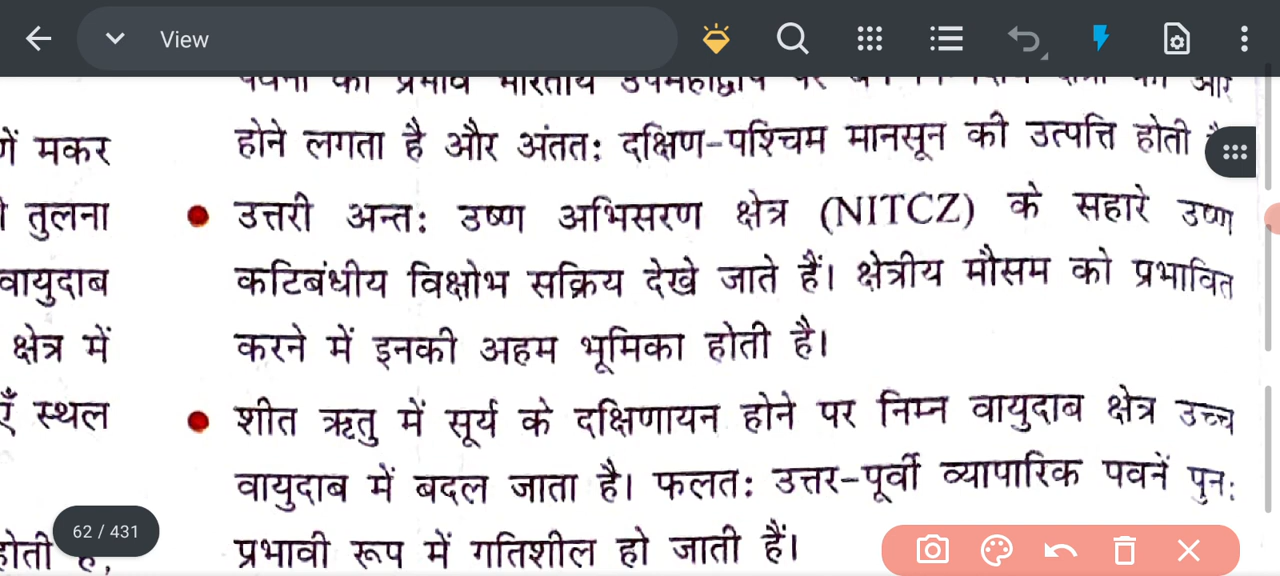 View
होने लगता है और अंततः दक्षिण-पश्चिम मानसून की उत्पत्ति होती
मकर
उत्तरी अन्तः उष्ण अभिसरण क्षेत्र (NITCZ) के सहारे उष्ण
तुलना
कटिबंधीय विक्षोभ सक्रिय देखे जाते हैं। क्षेत्रीय मौसम को प्रभावित
वायुदाब
करने में इनकी अहम भूमिका होती है।
क्षेत्र में
शीत ऋतु में सूर्य के दक्षिणायन होने पर निम्न वायुदाब क्षेत्र उच्च
स्थल
वायुदाब में बदल जाता है। फलतः उत्तर-पूर्वी व्यापारिक पवनें पुनः
62 / 431
प्रभावी रूप में गतिशील हो जाती हैं।
होती